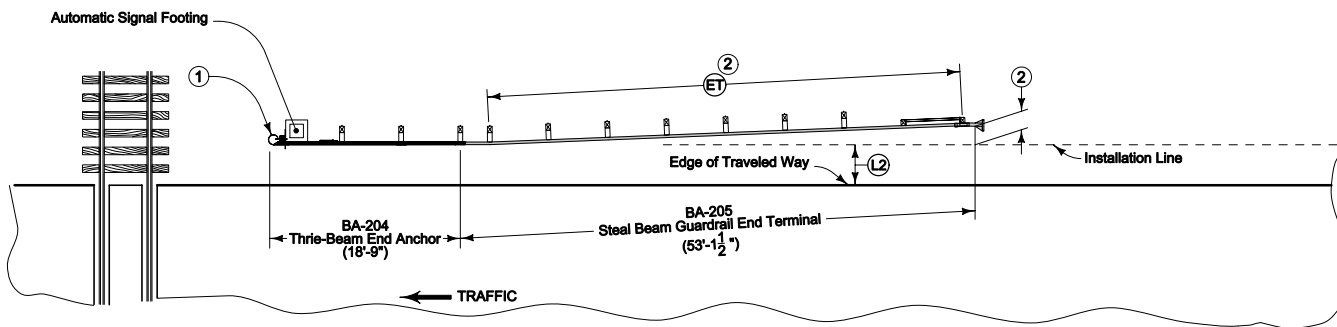 Automatic Signal Footing
1
2
ET
2
Installation Line
Edge of Traveled Way
L2
BA-204
Thrie-Beam End Anchor
(18'-9")
BA-205
Steal Beam Guardrail End Terminal
(53'-1 1/2")
TRAFFIC